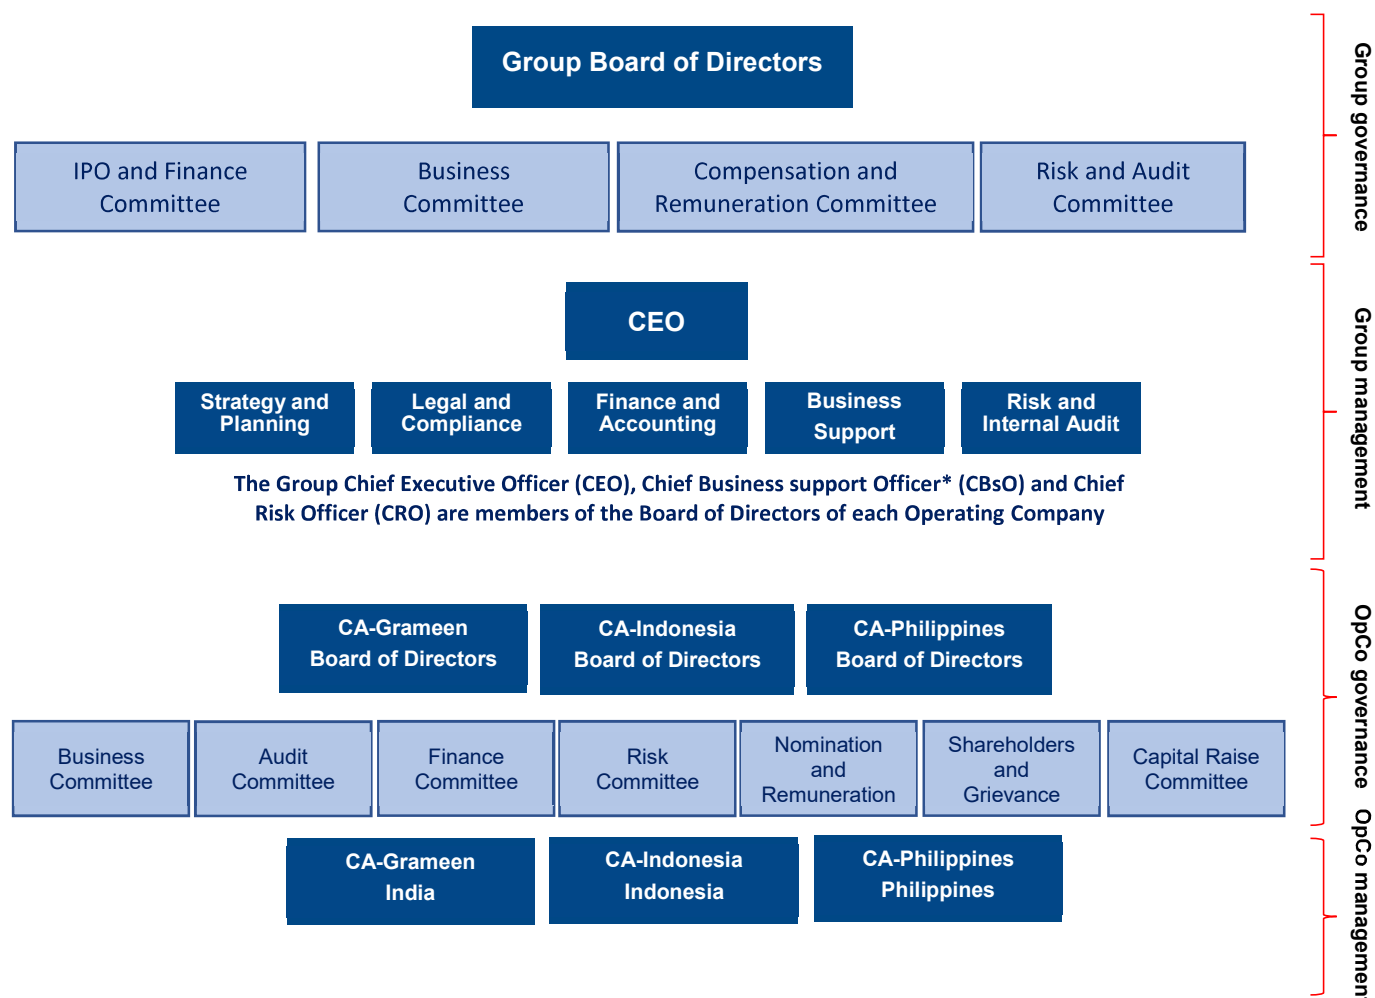 Group Board of Directors
IPO and Finance
Committee
Business
Committee
Compensation and
Remuneration Committee
Risk and Audit
Committee
Group governance
CEO
Strategy and
Planning
Legal and
Compliance
Finance and
Accounting
Business
Support
Risk and
Internal Audit
The Group Chief Executive Officer (CEO), Chief Business support Officer* (CBsO) and Chief
Risk Officer (CRO) are members of the Board of Directors of each Operating Company
Group management
CA-Grameen
Board of Directors
CA-Indonesia
Board of Directors
CA-Philippines
Board of Directors
Business
Committee
Audit
Committee
Finance
Committee
Risk
Committee
Nomination
and
Remuneration
Shareholders
and
Grievance
Capital Raise
Committee
OpCo governance
CA-Grameen
India
CA-Indonesia
Indonesia
CA-Philippines
Philippines
OpCo management